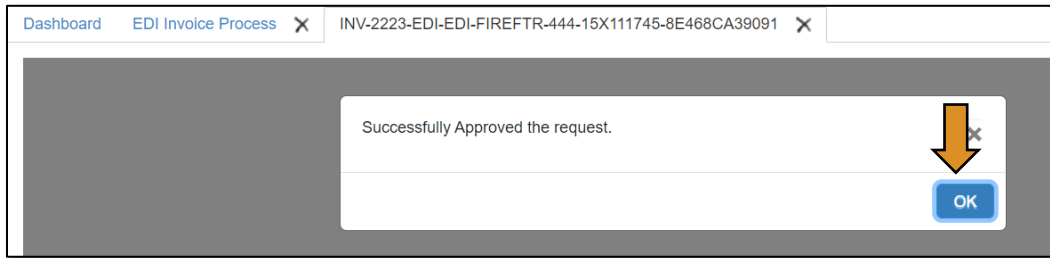 Dashboard EDI Invoice Process INV-2223-EDI-EDI-FIREFTR-444-15X111745-8E468CA39091
Successfully Approved the request.
OK